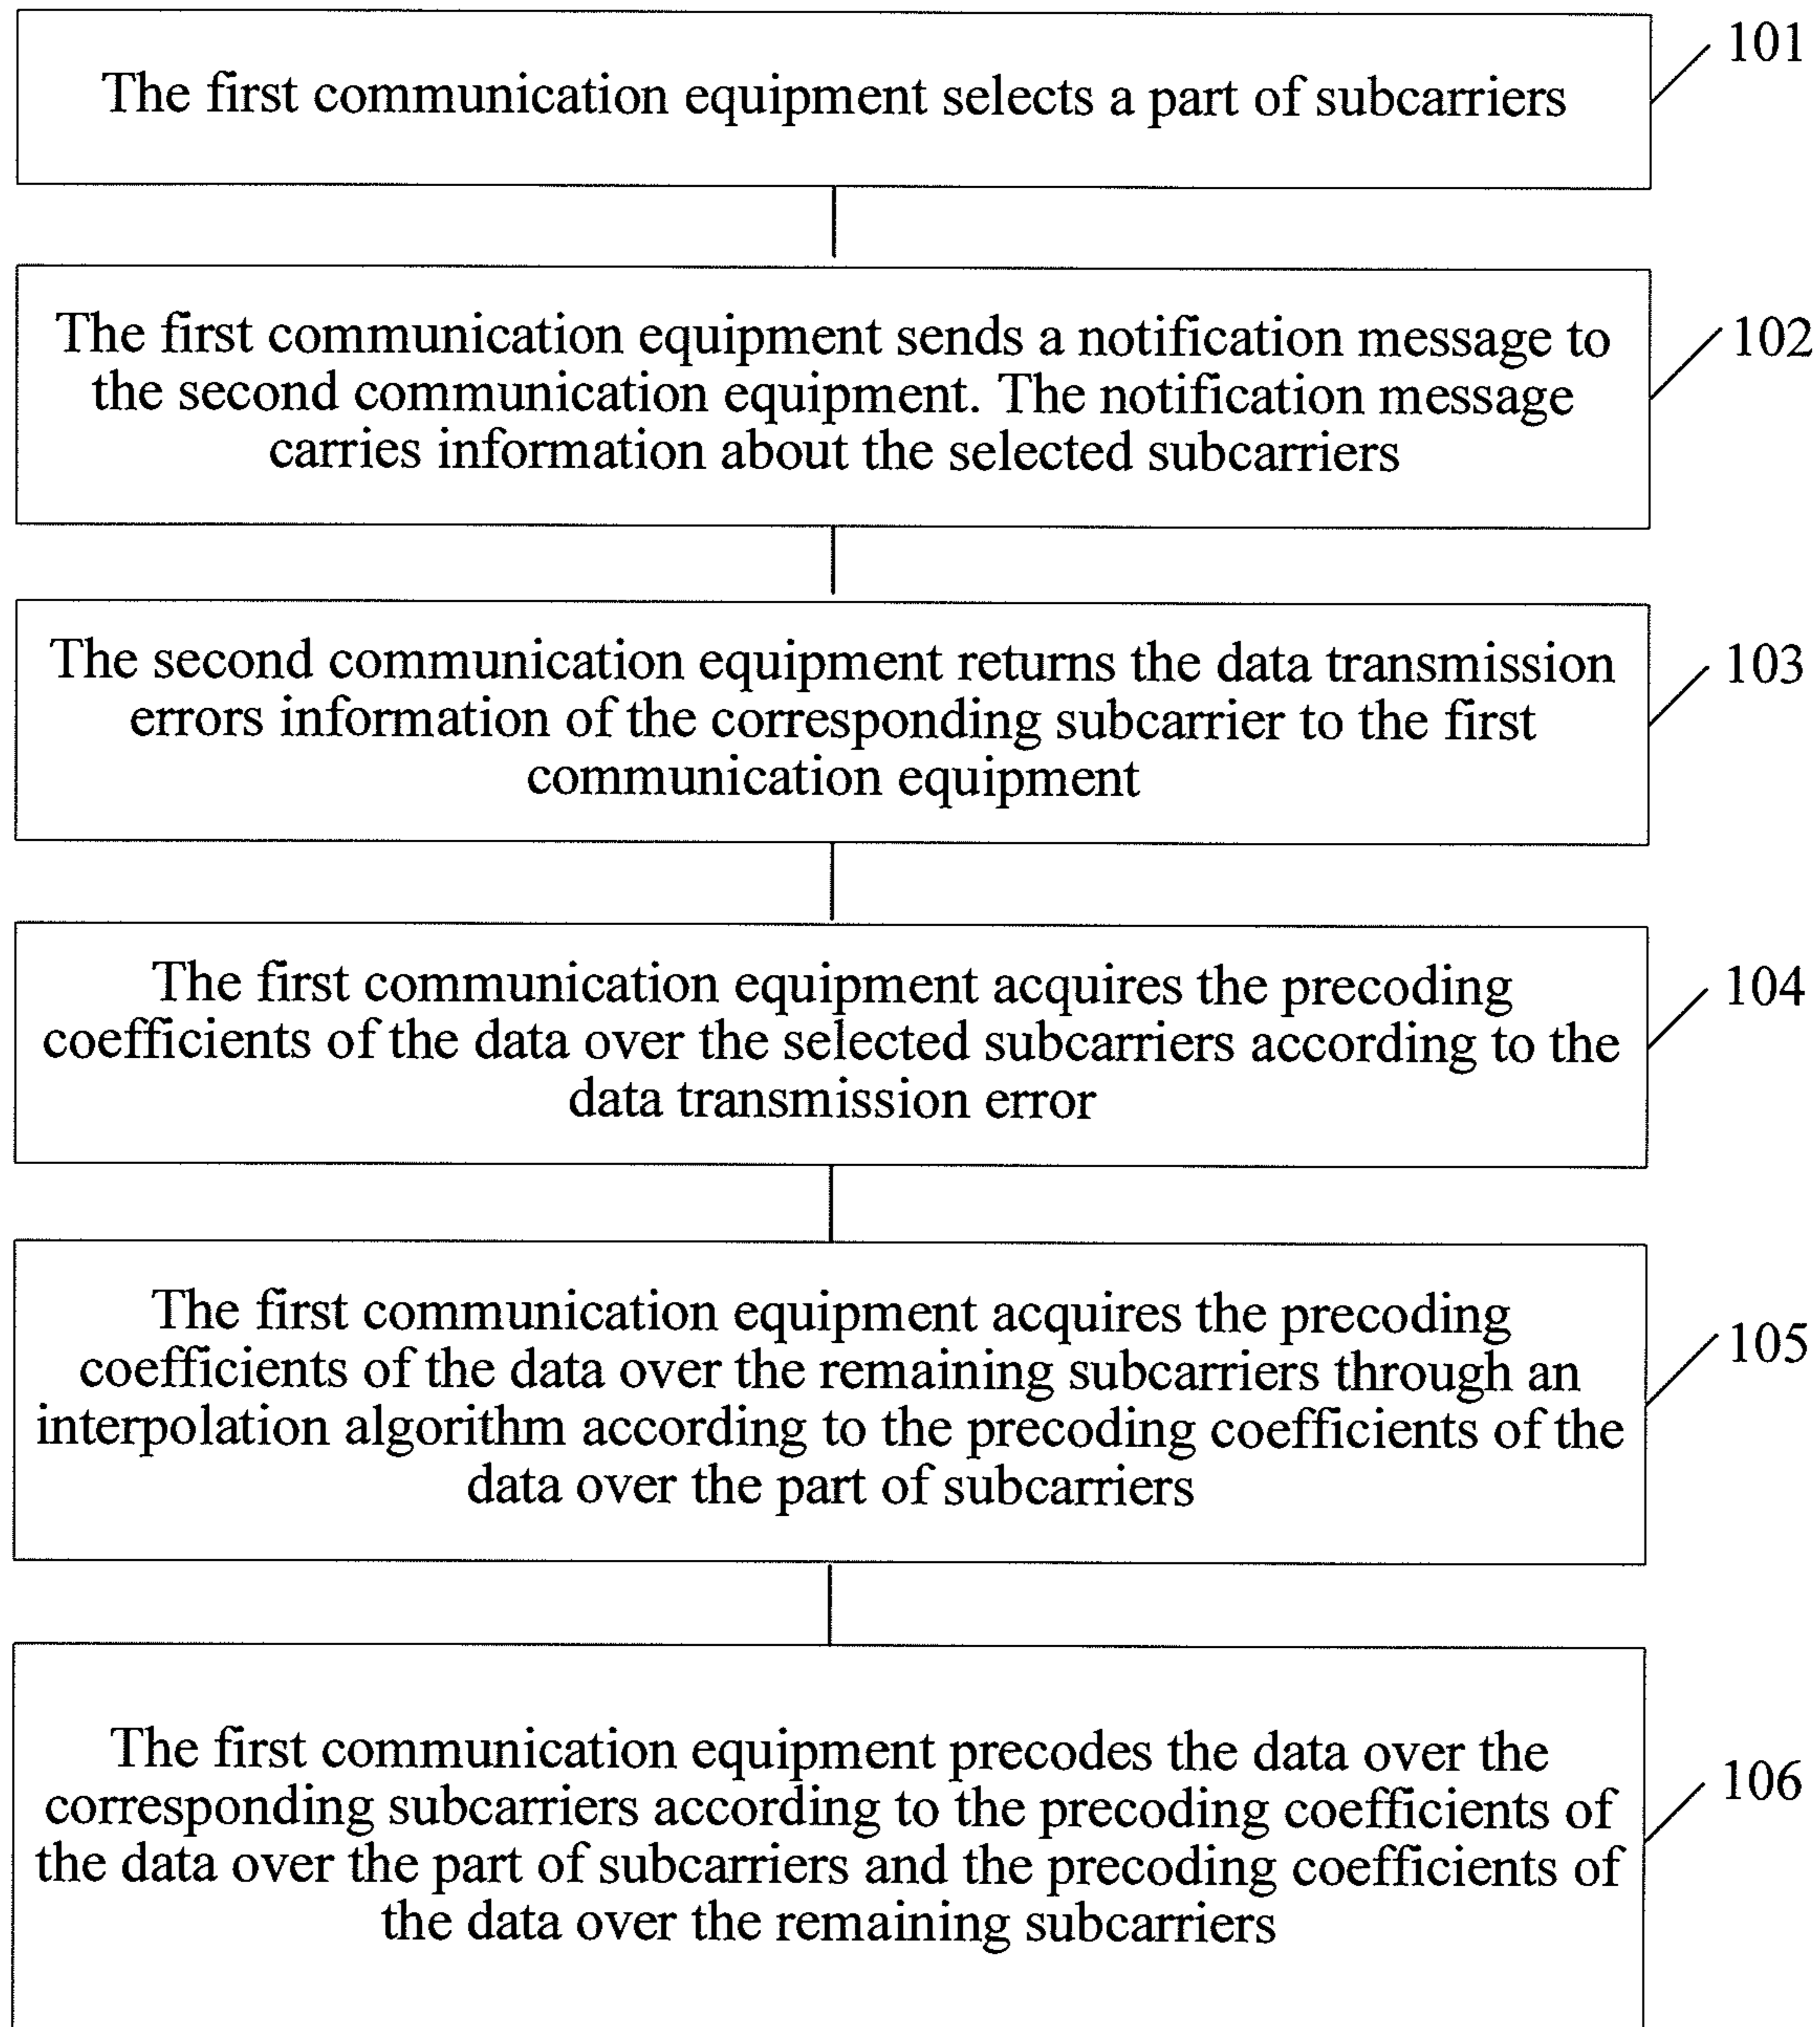 The first communication equipment selects a part of subcarriers
101
The first communication equipment sends a notification message to
the second communication equipment. The notification message
carries information about the selected subcarriers
102
The second communication equipment returns the data transmission
errors information of the corresponding subcarrier to the first
communication equipment
103
The first communication equipment acquires the precoding
coefficients of the data over the selected subcarriers according to the
data transmission error
104
The first communication equipment acquires the precoding
coefficients of the data over the remaining subcarriers through an
interpolation algorithm according to the precoding coefficients of the
data over the part of subcarriers
105
The first communication equipment precodes the data over the
corresponding subcarriers according to the precoding coefficients of
the data over the part of subcarriers and the precoding coefficients of
the data over the remaining subcarriers
106